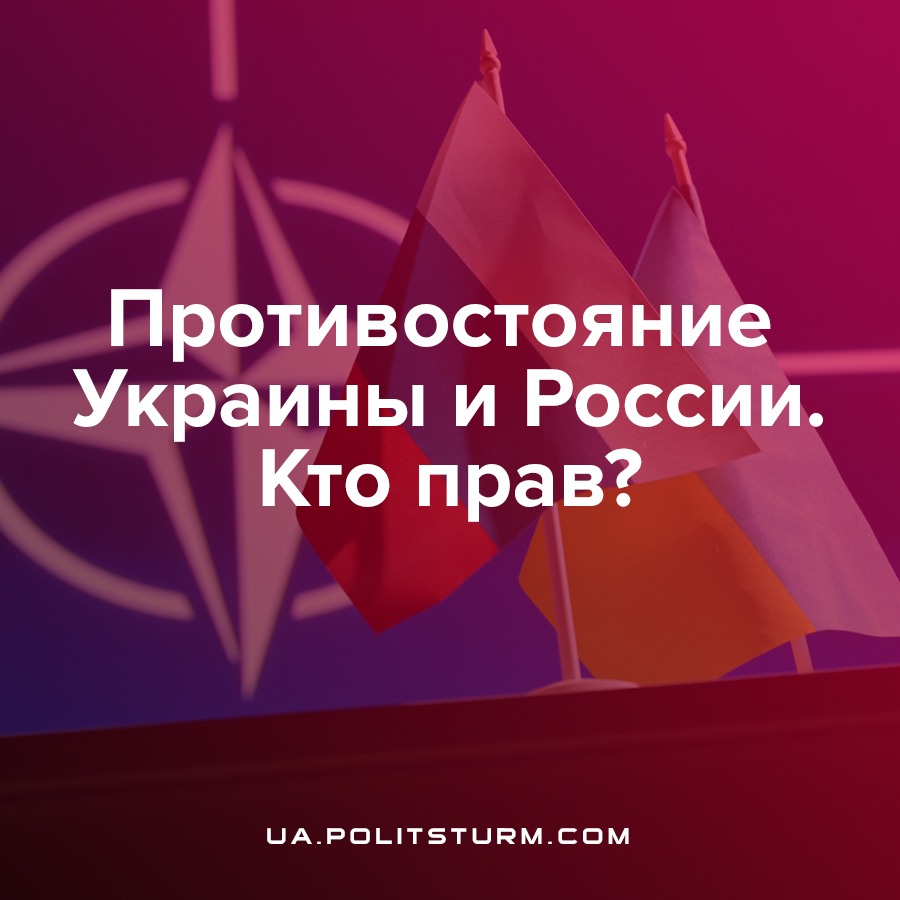 Противостояние
Украины и России.
Кто прав?
UA.POLITSTURM.COM